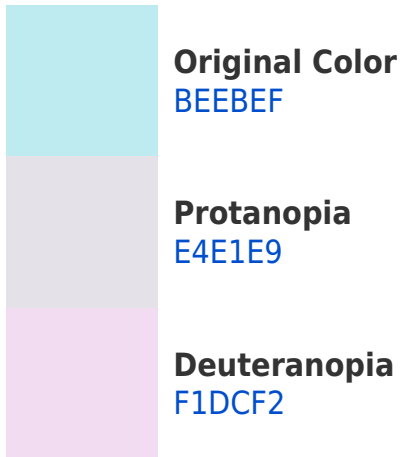 Original Color
BEEBEF
Protanopia
E4E1E9
Deuteranopia
F1DCF2